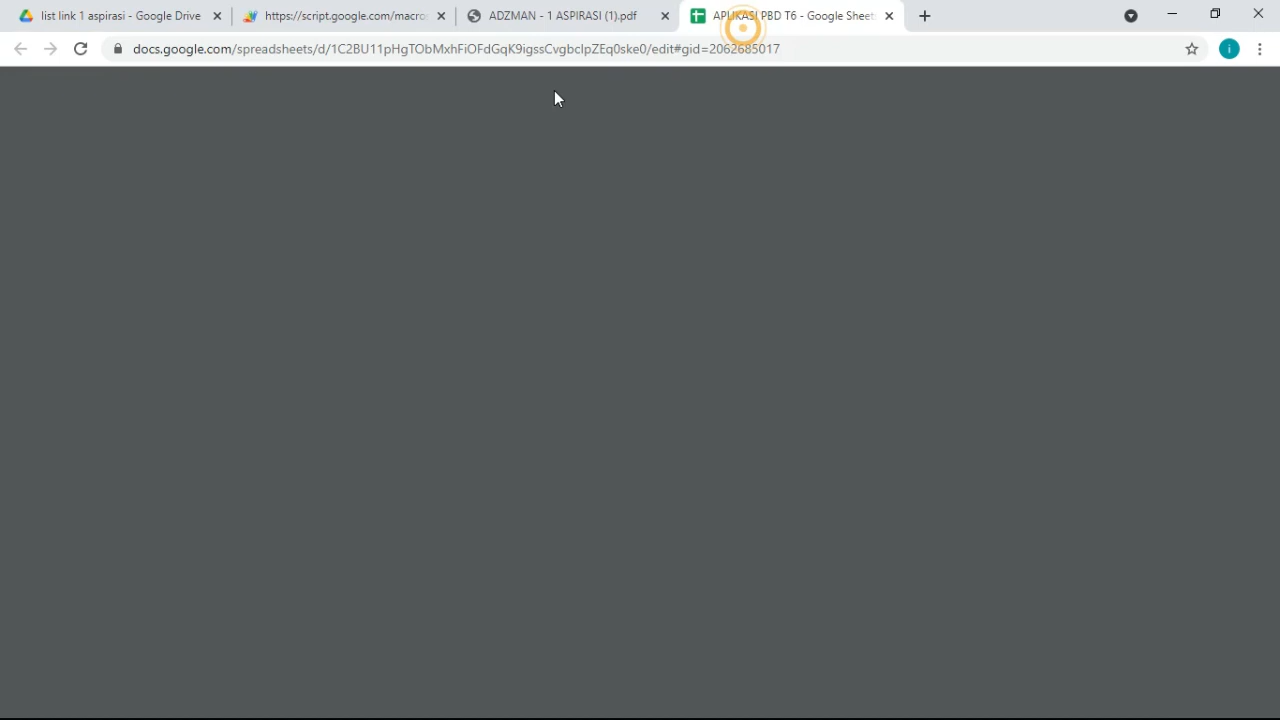 list link 1 aspirasi - Google Drive
https://script.google.com/macro
ADZMAN - 1 ASPIRASI (1).pdf
APLIKASI PBD T6 - Google Sheet
docs.google.com/spreadsheets/d/1C2BU11pHgTObMxhFiOFdGqK9igssCvgbclpZEq0ske0/edit#gid=2062685017
i